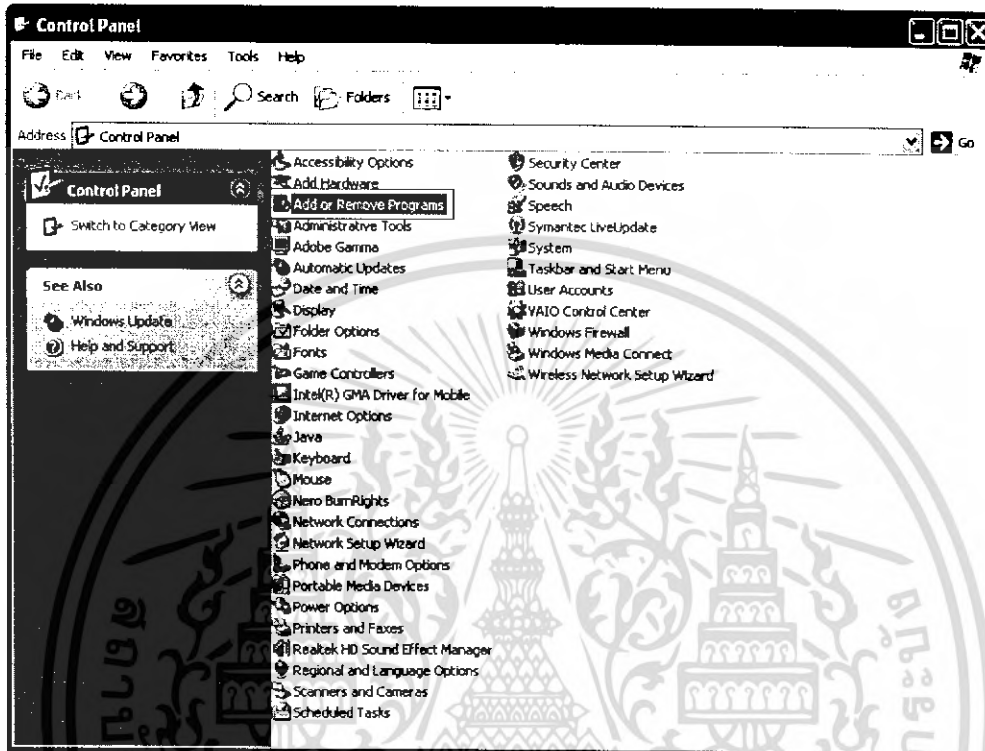 Control Panel
File Edit View Favorites Tools Help
Back Search Folders
Address Control Panel Go
Control Panel
Switch to Category View
See Also
Windows Update
Help and Support
Accessibility Options
Add Hardware
Add or Remove Programs
Administrative Tools
Adobe Gamma
Automatic Updates
Date and Time
Display
Folder Options
Fonts
Game Controllers
Intel(R) GMA Driver for Mobile
Internet Options
Java
Keyboard
Mouse
Nero BurnRights
Network Connections
Network Setup Wizard
Phone and Modem Options
Portable Media Devices
Power Options
Printers and Faxes
Realtek HD Sound Effect Manager
Regional and Language Options
Scanners and Cameras
Scheduled Tasks
Security Center
Sounds and Audio Devices
Speech
Symantec LiveUpdate
System
Taskbar and Start Menu
User Accounts
VAIO Control Center
Windows Firewall
Windows Media Connect
Wireless Network Setup Wizard